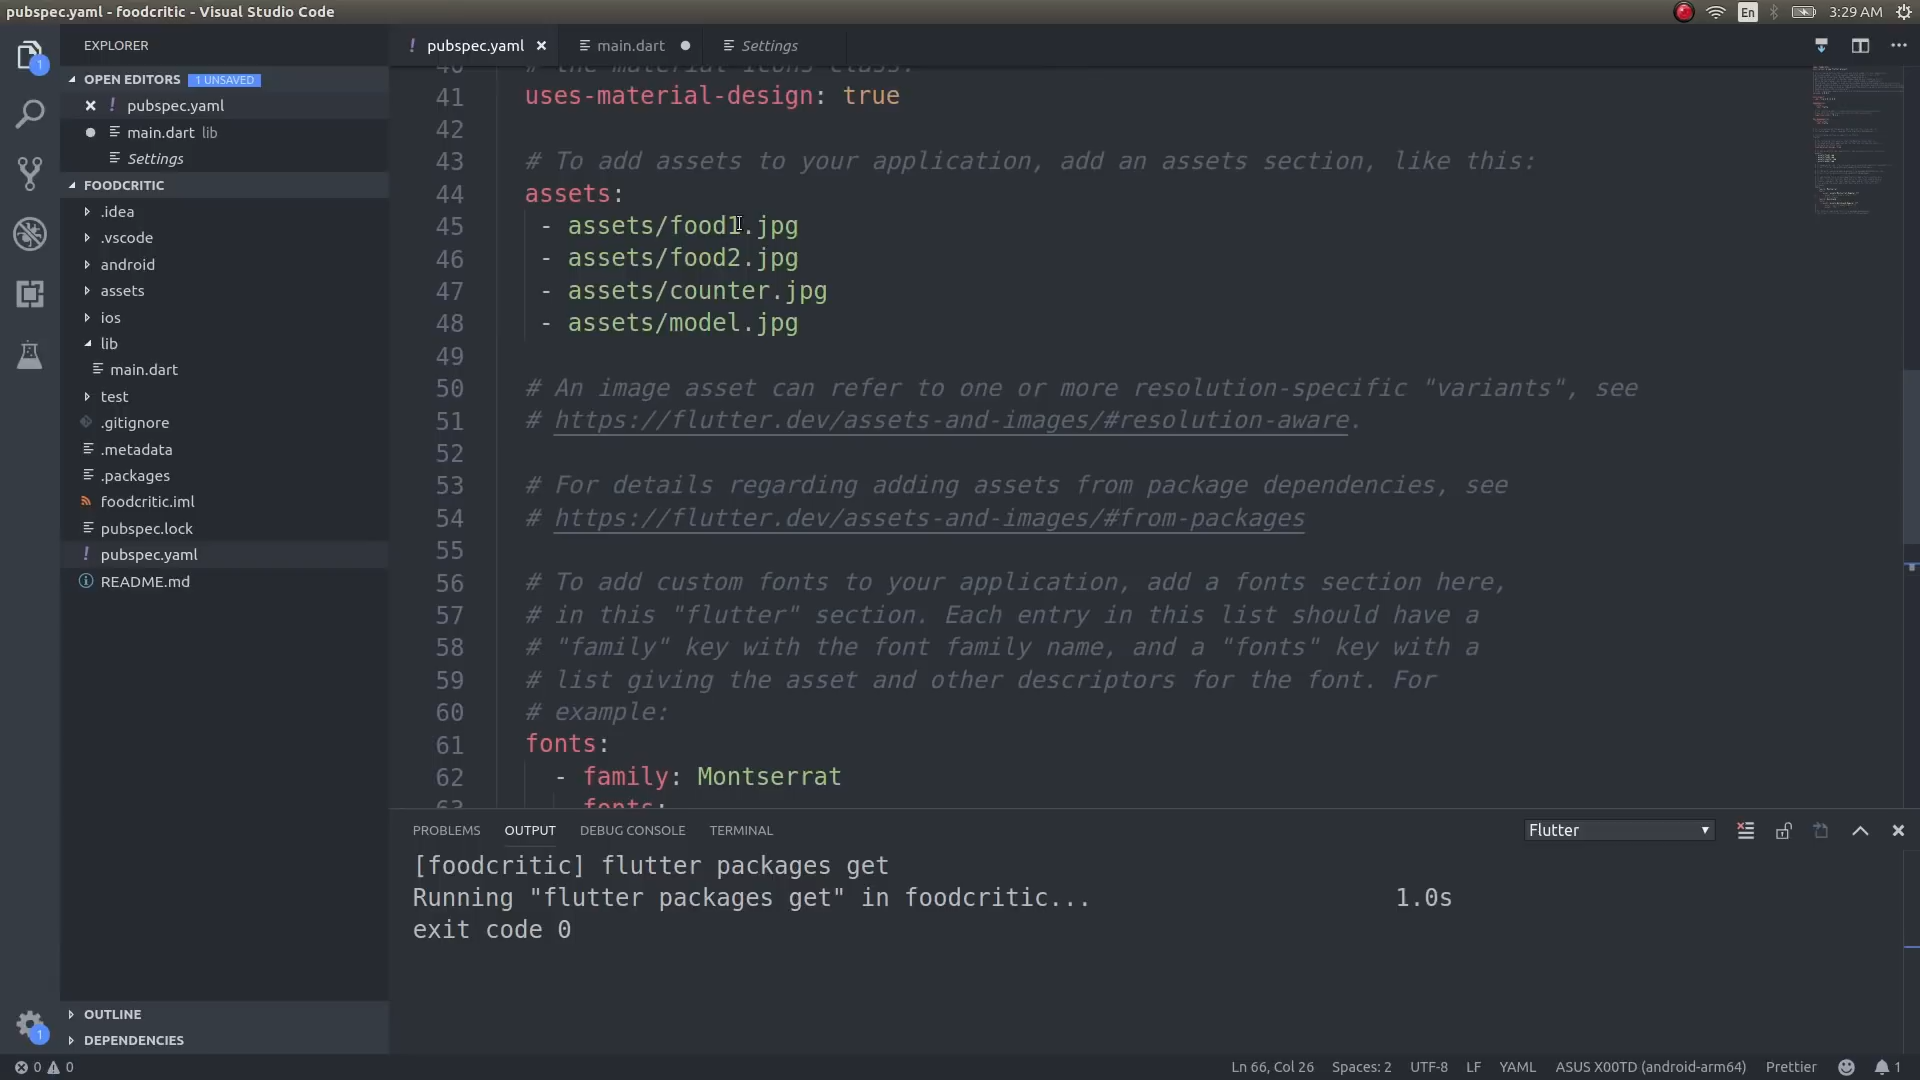 pubspec.yaml - foodcritic - Visual Studio Code
En
3:29 AM
EXPLORER
OPEN EDITORS 1 UNSAVED
pubspec.yaml
main.dart lib
Settings
FOODCRITIC
.idea
.vscode
android
assets
ios
lib
main.dart
test
.gitignore
.metadata
.packages
foodcritic.iml
pubspec.lock
! pubspec.yaml
README.md
OUTLINE
DEPENDENCIES
! pubspec.yaml
main.dart
Settings
40 # the material Icons class.
41 uses-material-design: true
42
43 # To add assets to your application, add an assets section, like this:
44 assets:
45 - assets/food1.jpg
46 - assets/food2.jpg
47 - assets/counter.jpg
48 - assets/model.jpg
49
50 # An image asset can refer to one or more resolution-specific "variants", see
51 # https://flutter.dev/assets-and-images/#resolution-aware.
52
53 # For details regarding adding assets from package dependencies, see
54 # https://flutter.dev/assets-and-images/#from-packages
55
56 # To add custom fonts to your application, add a fonts section here,
57 # in this "flutter" section. Each entry in this list should have a
58 # "family" key with the font family name, and a "fonts" key with a
59 # list giving the asset and other descriptors for the font. For
60 # example:
61 fonts:
62 - family: Montserrat
63 fonts:
PROBLEMS OUTPUT DEBUG CONSOLE TERMINAL
Flutter
[foodcritic] flutter packages get
Running "flutter packages get" in foodcritic... 1.0s
exit code 0
0 0
Ln 66, Col 26 Spaces: 2 UTF-8 LF YAML ASUS X00TD (android-arm64) Prettier 1